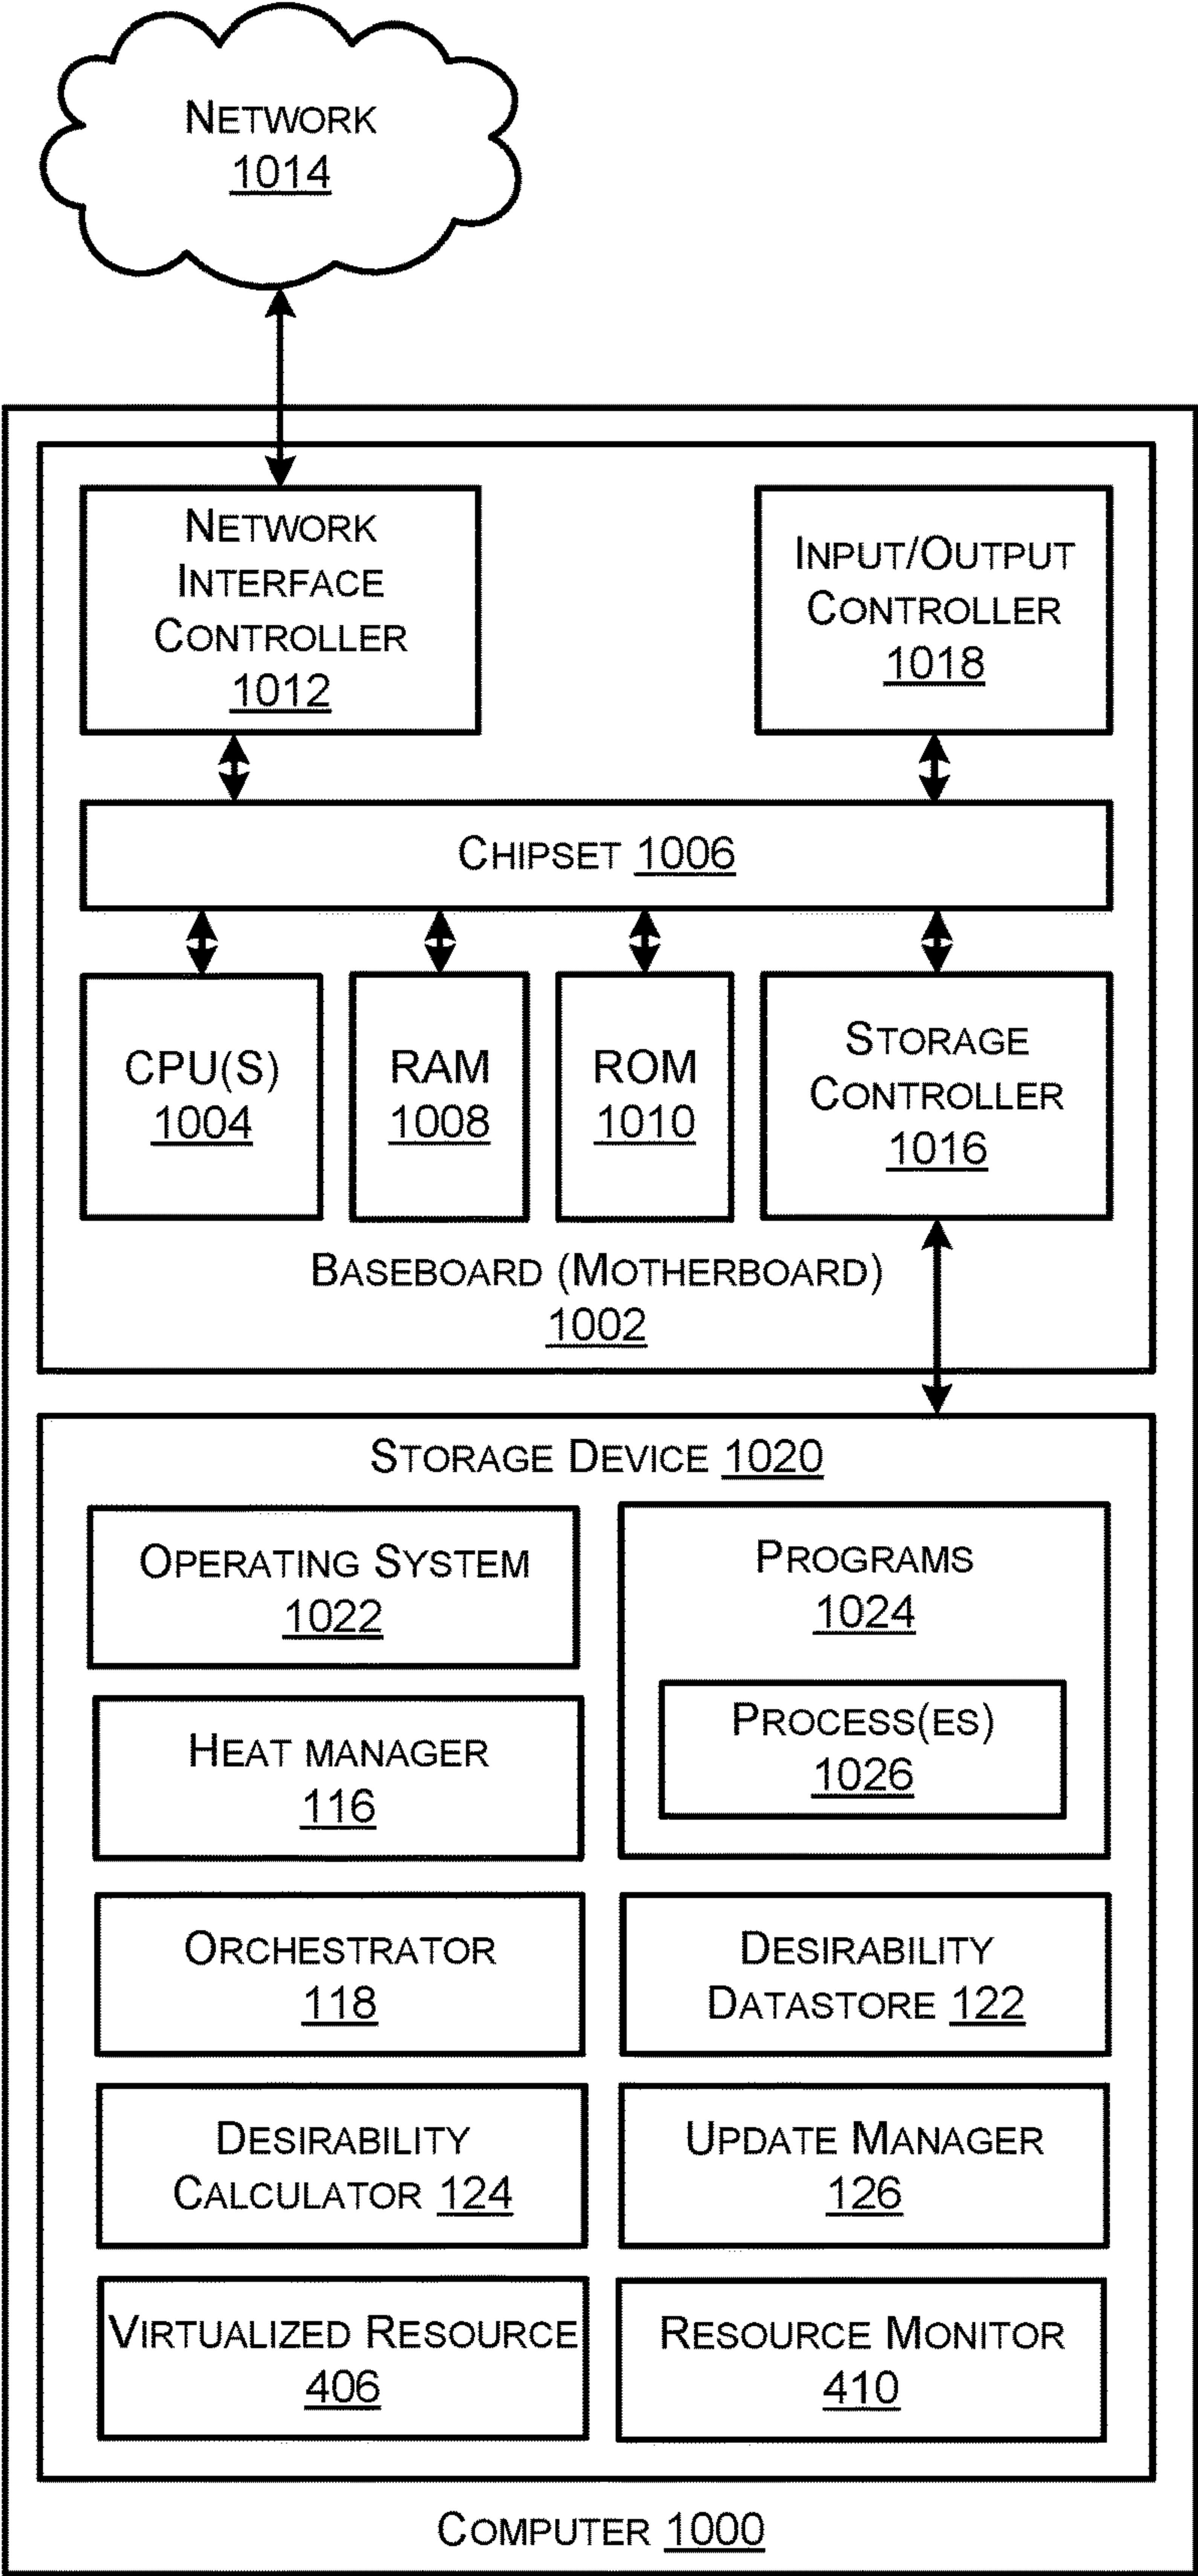 NETWORK
1014
NETWORK
INTERFACE
CONTROLLER
1012
INPUT/OUTPUT
CONTROLLER
1018
CHIPSET 1006
CPU(S)
1004
RAM
1008
ROM
1010
STORAGE
CONTROLLER
1016
BASEBOARD (MOTHERBOARD)
1002
STORAGE DEVICE 1020
OPERATING SYSTEM
1022
PROGRAMS
1024
PROCESS(ES)
1026
HEAT MANAGER
116
ORCHESTRATOR
118
DESIRABILITY
DATASTORE 122
DESIRABILITY
CALCULATOR 124
UPDATE MANAGER
126
VIRTUALIZED RESOURCE
406
RESOURCE MONITOR
410
COMPUTER 1000